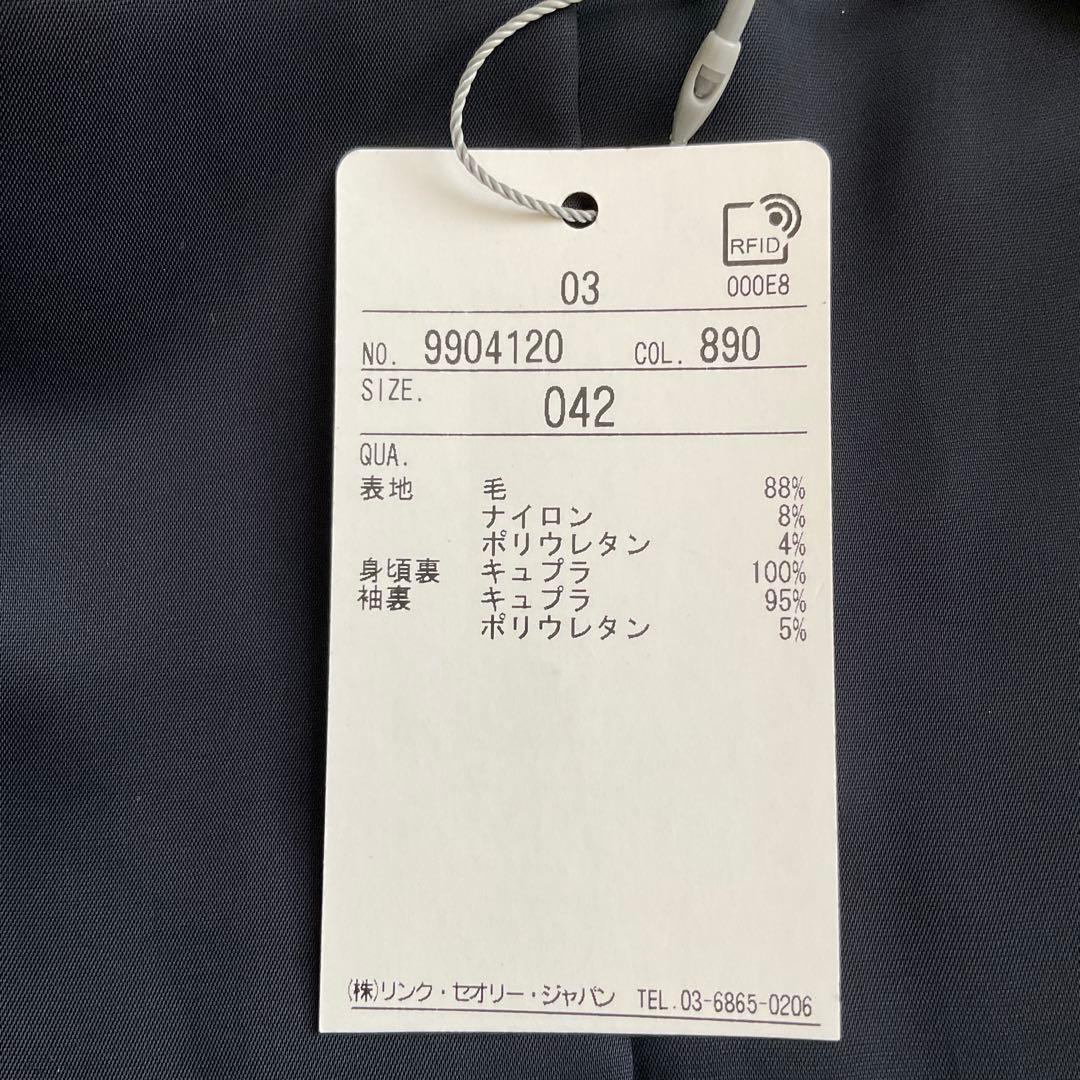 RFID
03 000E8
NO. 9904120 COL. 890
SIZE. 042
QUA.
表地 毛 88%
ナイロン 8%
ポリウレタン 4%
身頃裏 キュプラ 100%
袖裏 キュプラ 95%
ポリウレタン 5%
(株)リンク・セオリー・ジャパン TEL.03-6865-0206